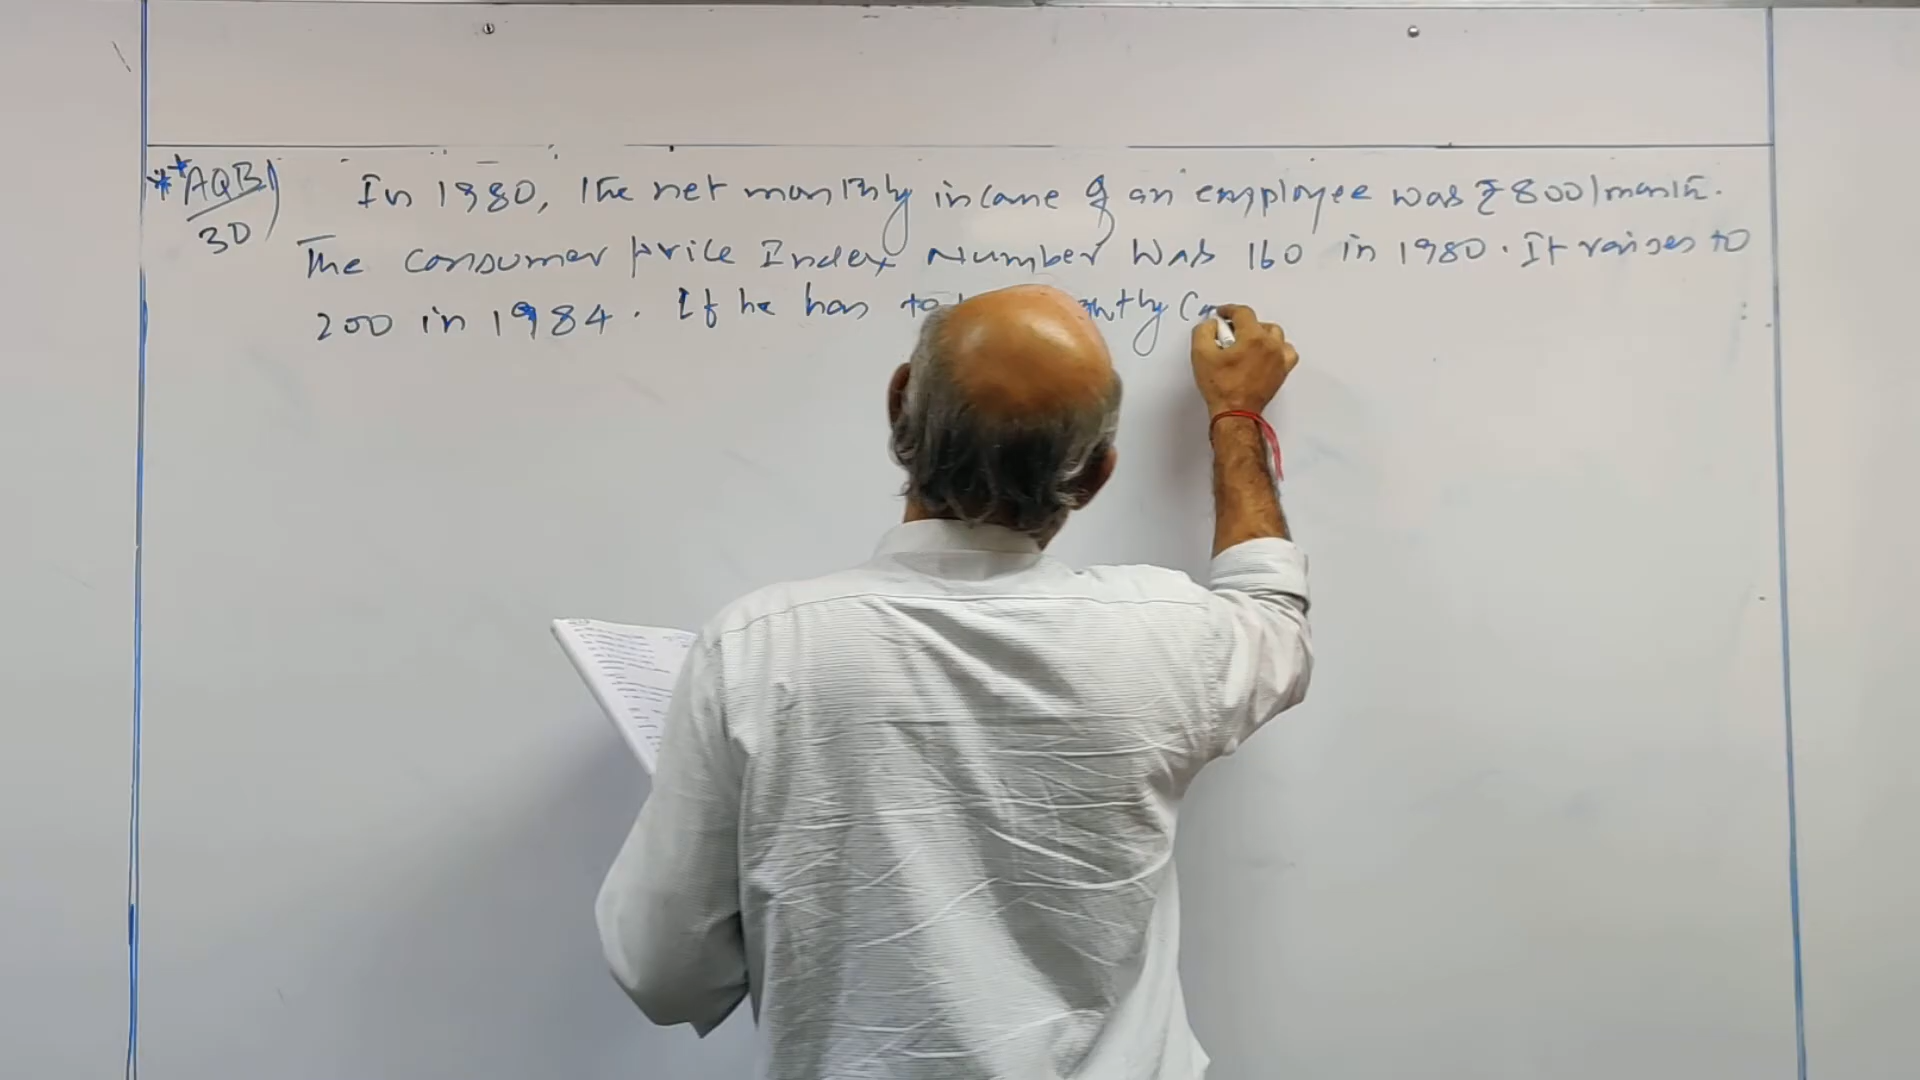 **AQB)
30
In 1980, The net monthly income of an employee was ₹800/month.
The consumer price Index Number was 160 in 1980. It raises to
200 in 1984. If he has to